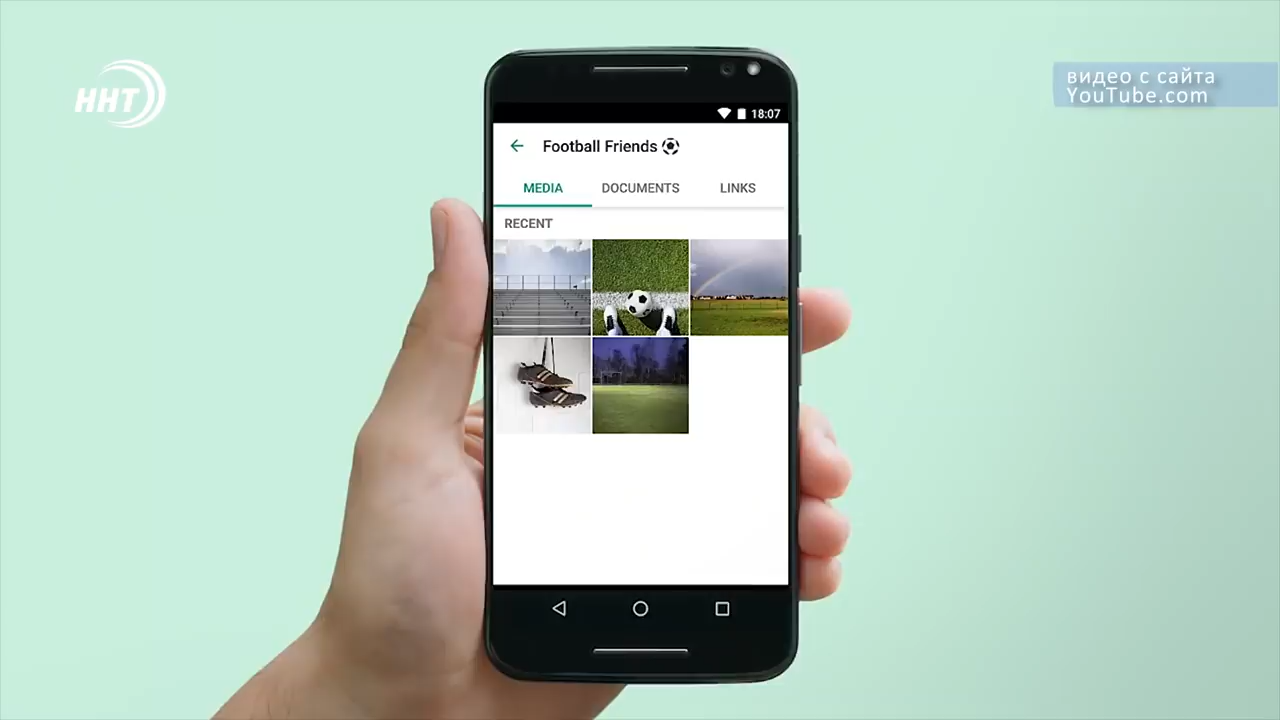 ННТ
видео с сайта
YouTube.com
18:07
Football Friends ⚽
MEDIA
DOCUMENTS
LINKS
RECENT